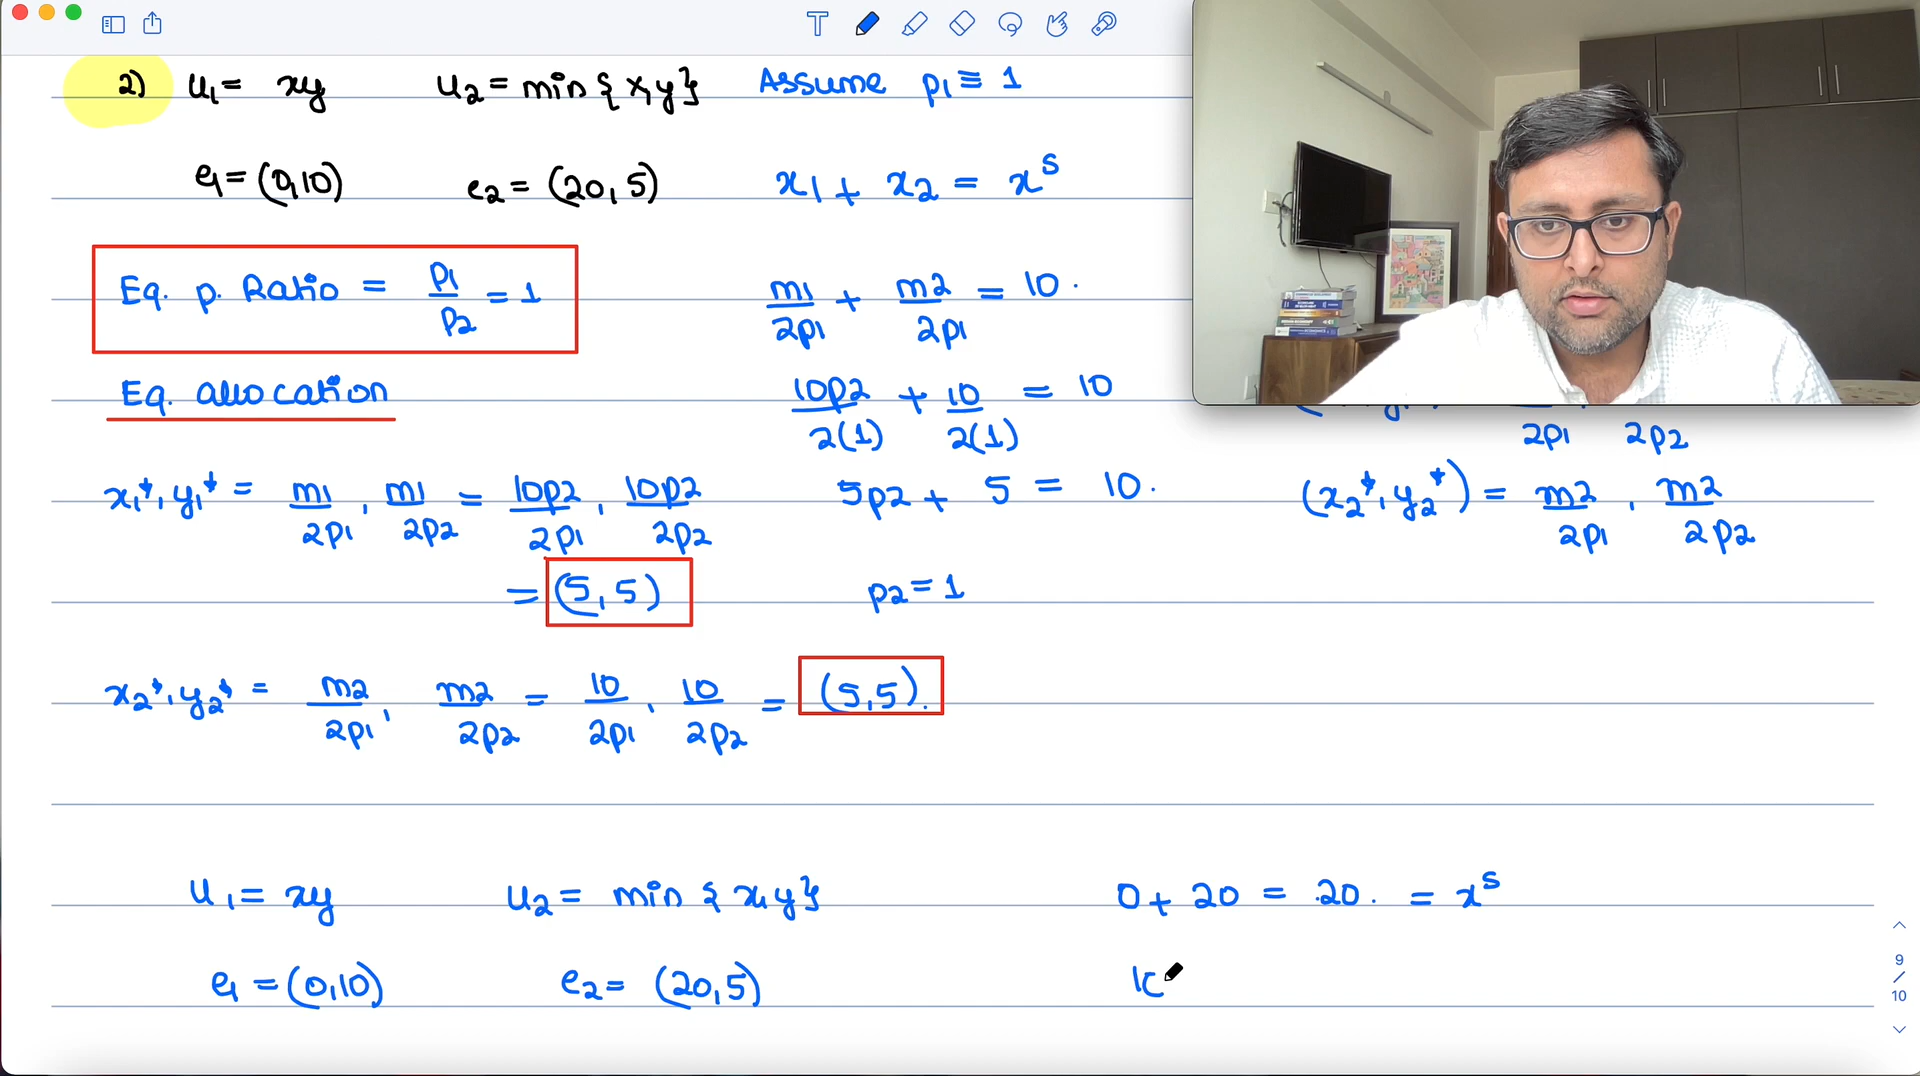 2) u1 = xy u2 = min{x,y} Assume p1 ≡ 1
e1 = (0,10) e2 = (20,5) x1 + x2 = x^s
Eq. p. Ratio = p1/p2 = 1 m1/2p1 + m2/2p1 = 10.
Eq. allocation 10p2/2(1) + 10/2(1) = 10 2p1 2p2
x1*, y1* = m1/2p1, m1/2p2 = 10p2/2p1, 10p2/2p2 5p2 + 5 = 10. (x2*, y2*) = m2/2p1, m2/2p2
= (5,5) p2 = 1
x2*, y2* = m2/2p1, m2/2p2 = 10/2p1, 10/2p2 = (5,5).
u1 = xy u2 = min{x,y} 0 + 20 = 20. = x^s
e1 = (0,10) e2 = (20,5)
9
/
10